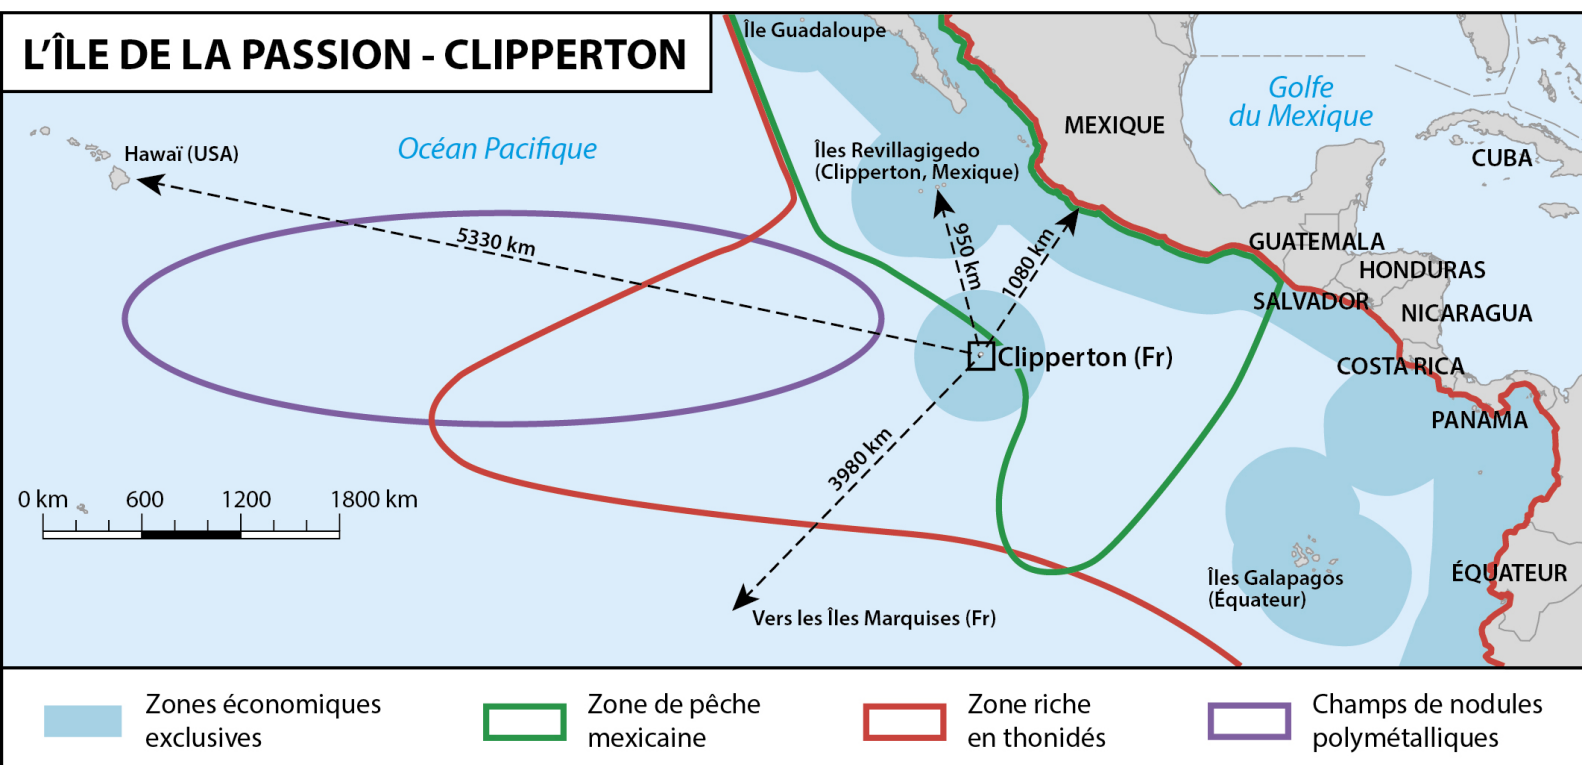 L'ÎLE DE LA PASSION - CLIPPERTON
Île Guadaloupe
Golfe
du Mexique
MEXIQUE
Océan Pacifique
Hawaï (USA)
Îles Revillagigedo
(Clipperton, Mexique)
CUBA
5330 km
950 km
1080 km
GUATEMALA
HONDURAS
SALVADOR
NICARAGUA
Clipperton (Fr)
COSTA RICA
PANAMA
3980 km
0 km 600 1200 1800 km
Îles Galapagos
(Équateur)
ÉQUATEUR
Vers les Îles Marquises (Fr)
Zones économiques
exclusives
Zone de pêche
mexicaine
Zone riche
en thonidés
Champs de nodules
polymétalliques